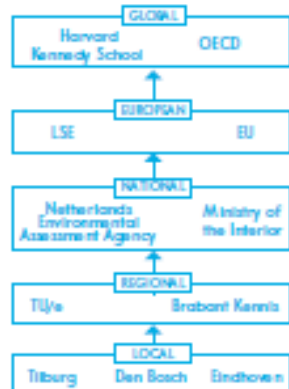 GLOBAL
Harvard
Kennedy School
OECD
EUROPEAN
LSE
EU
NATIONAL
Netherlands
Environmental
Assessment Agency
Ministry of
the Interior
REGIONAL
TU/e
Brabant Kennis
LOCAL
Tilburg
Den Bosch
Eindhoven